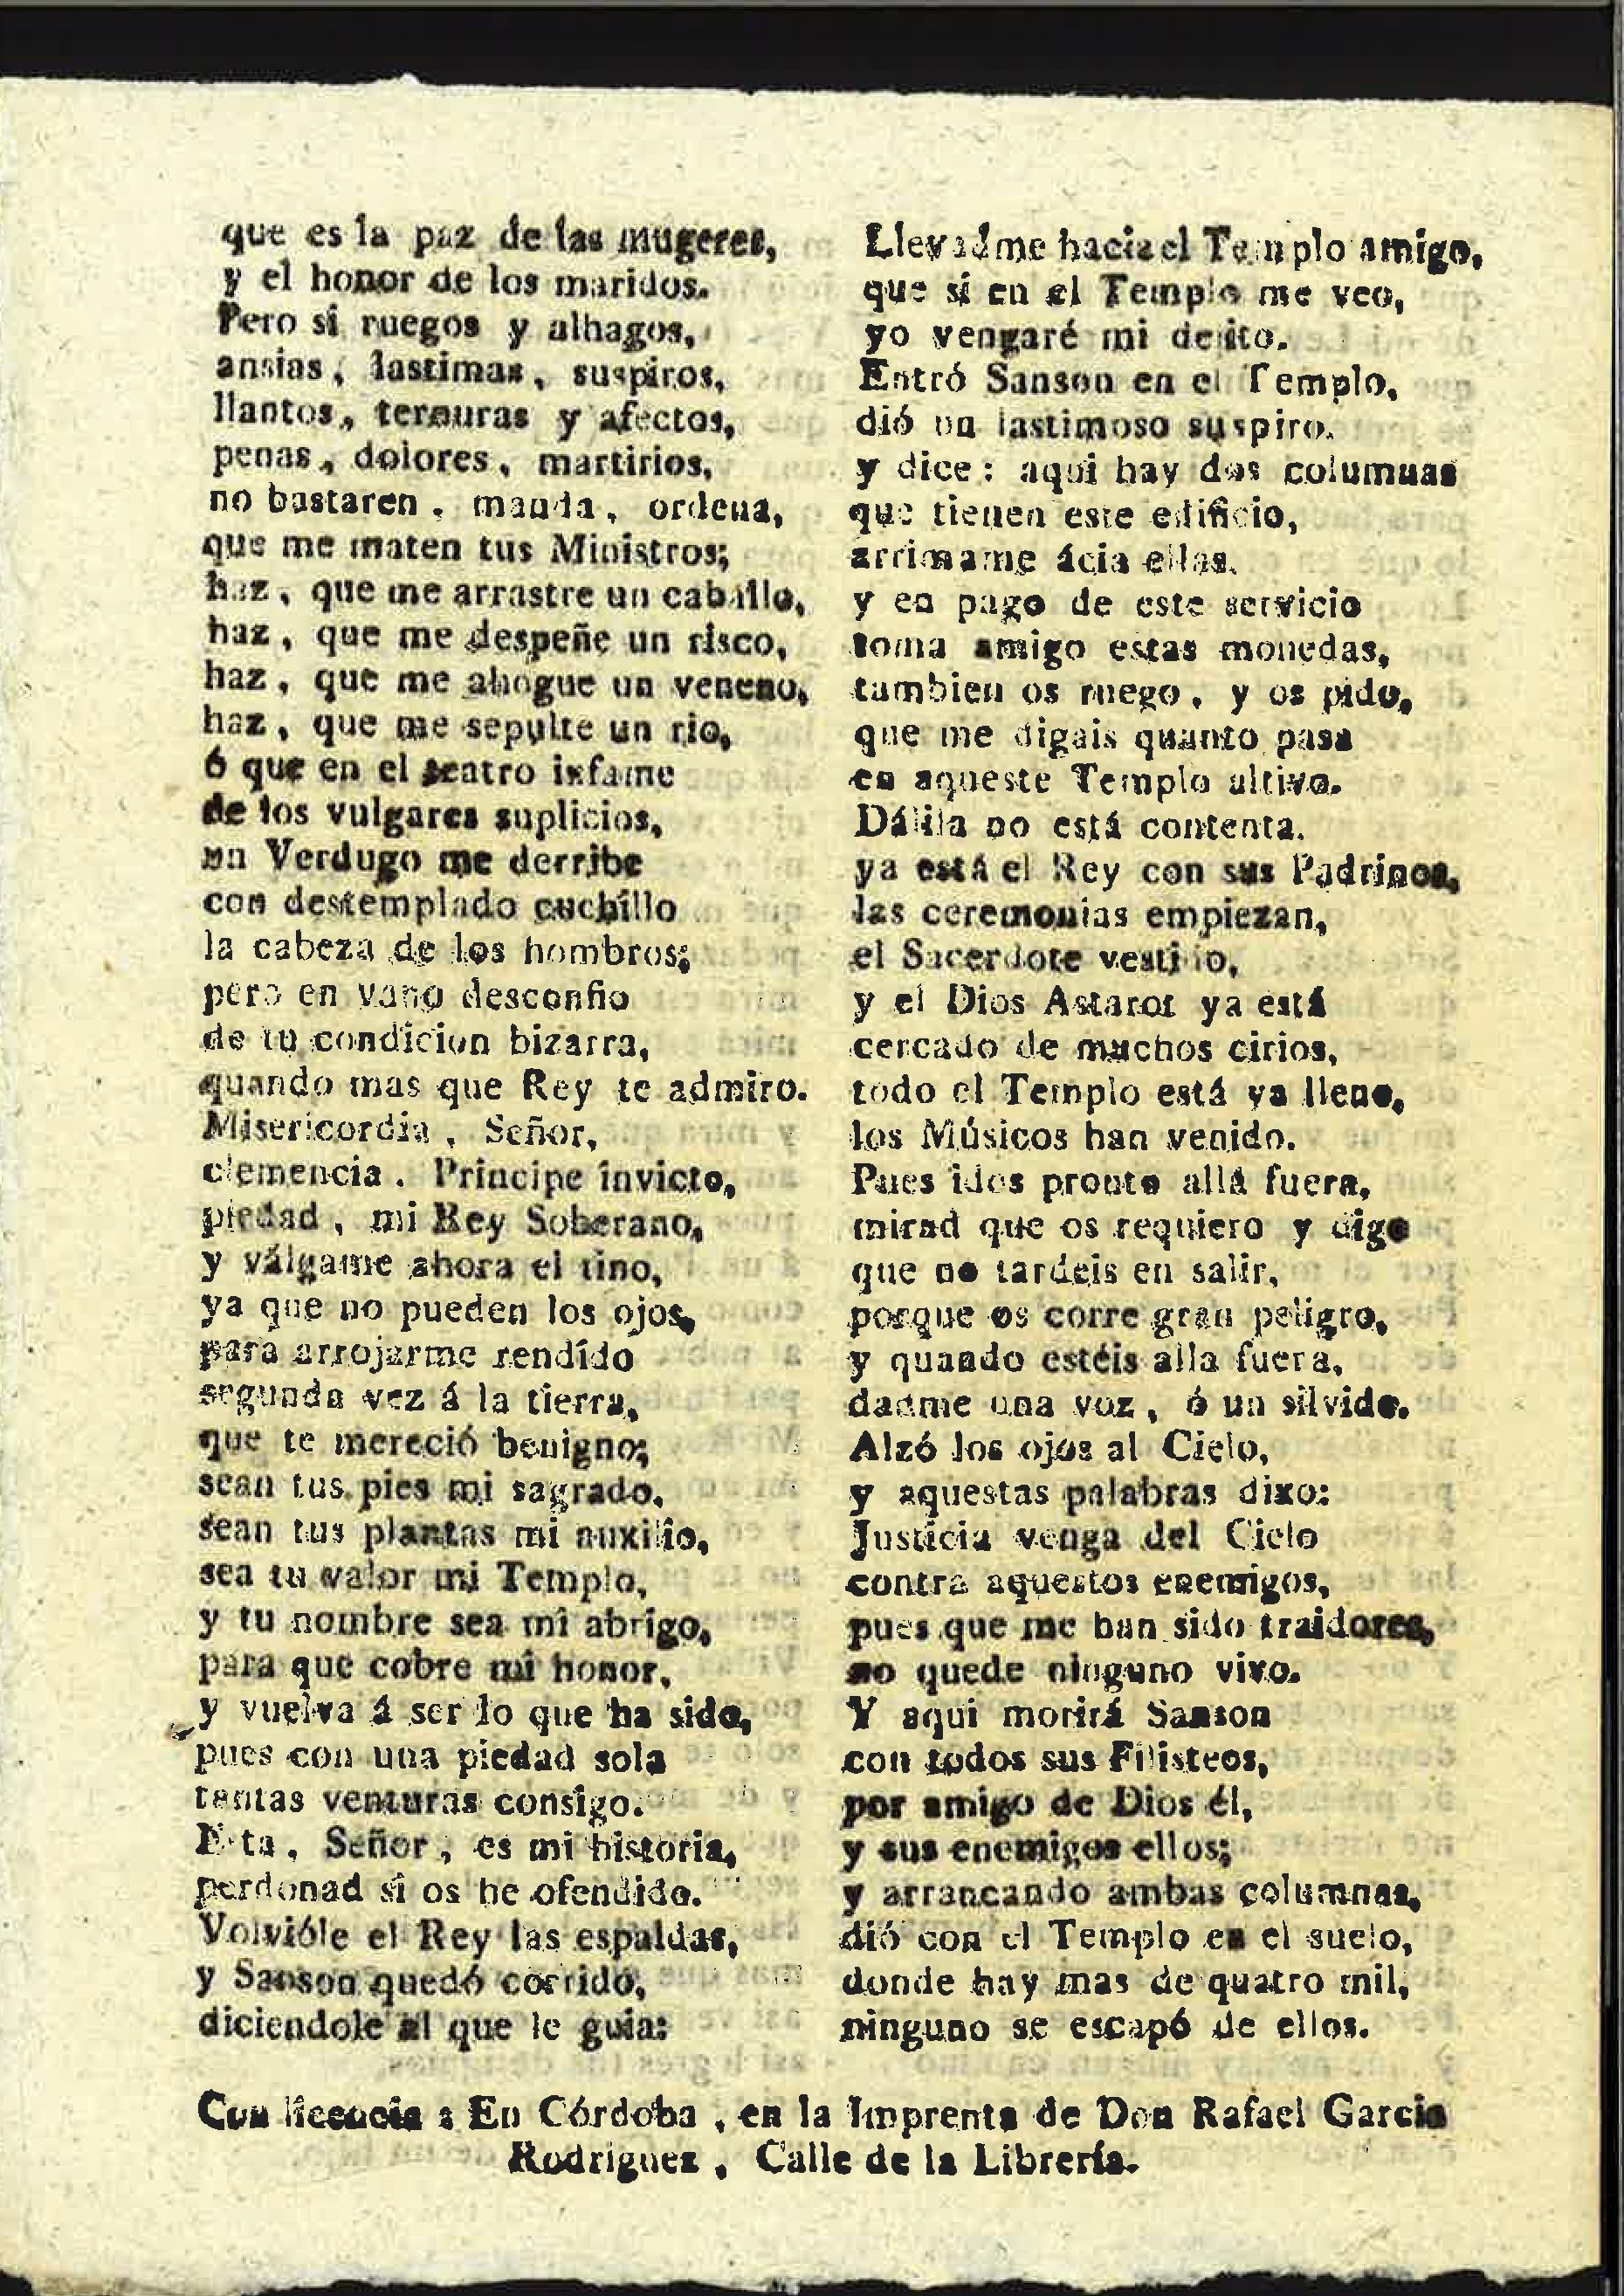 que es la paz de las mugeres,
y el honor de los maridos.
Pero si ruegos y alhagos,
ansias, lastimas, suspiros,
llantos, ternuras y afectos,
penas, dolores, martirios,
no bastaren, manda, ordena,
que me maten tus Ministros;
haz, que me arrastre un caballo,
haz, que me despeñe un risco,
haz, que me ahogue un veneno,
haz, que me sepulte un rio,
ó que en el teatro infame
de los vulgares suplicios,
un Verdugo me derribe
con destemplado cuchillo
la cabeza de los hombros;
pero en vano desconfio
de tu condicion bizarra,
quando mas que Rey te admiro.
Misericordia, Señor,
clemencia. Principe invicto,
piedad, mi Rey Soberano,
y válgame ahora el tino,
ya que no pueden los ojos,
para arrojarme rendido
segunda vez á la tierra,
que te mereció benigno;
sean tus pies mi sagrado,
sean tus plantas mi auxilio,
sea tu valor mi Templo,
y tu nombre sea mi abrigo,
para que cobre mi honor,
y vuelva á ser lo que ha sido,
pues con una piedad sola
tantas venturas consigo.
Esta, Señor, es mi historia,
perdonad si os he ofendido.
Volvióle el Rey las espaldas,
y Sanson quedó corrido,
diciendole al que le guia:
Llevadme hacia el Templo amigo,
que sí en el Templo me veo,
yo vengaré mi delito.
Entró Sanson en el Templo,
dió un lastimoso suspiro.
y dice: aqui hay dos columnas
que tienen este edificio,
arrimame ácia ellas.
y en pago de este servicio
toma amigo estas monedas,
tambien os ruego, y os pido,
que me digais quanto pasa
en aqueste Templo altivo.
Dálila no está contenta.
ya está el Rey con sus Padrinos,
las ceremonias empiezan,
el Sacerdote vestido,
y el Dios Astarot ya está
cercado de muchos cirios,
todo el Templo está ya lleno,
los Músicos han venido.
Pues idos pronto allá fuera,
mirad que os requiero y digo
que no tardeis en salir,
porque os corre gran peligro,
y quando estéis alla fuera,
dadme una voz, ó un silvido.
Alzó los ojos al Cielo,
y aquestas palabras dixo:
Justicia venga del Cielo
contra aquestos enemigos,
pues que me han sido traidores,
no quede ninguno vivo.
Y aqui morirá Sanson
con todos sus Filisteos,
por amigo de Dios él,
y sus enemigos ellos;
y arrancando ambas columnas,
dió con el Templo en el suelo,
donde hay mas de quatro mil,
ninguno se escapó de ellos.
Con licencia: En Córdoba, en la Imprenta de Don Rafael Garcia
Rodriguez, Calle de la Librería.